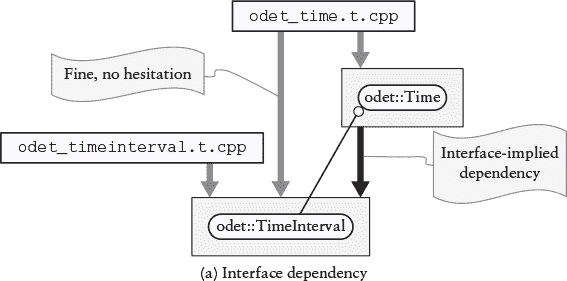 odet_time.t.cpp
Fine, no hesitation
odet::Time
odet_timeinterval.t.cpp
Interface-implied
dependency
odet::TimeInterval
(a) Interface dependency